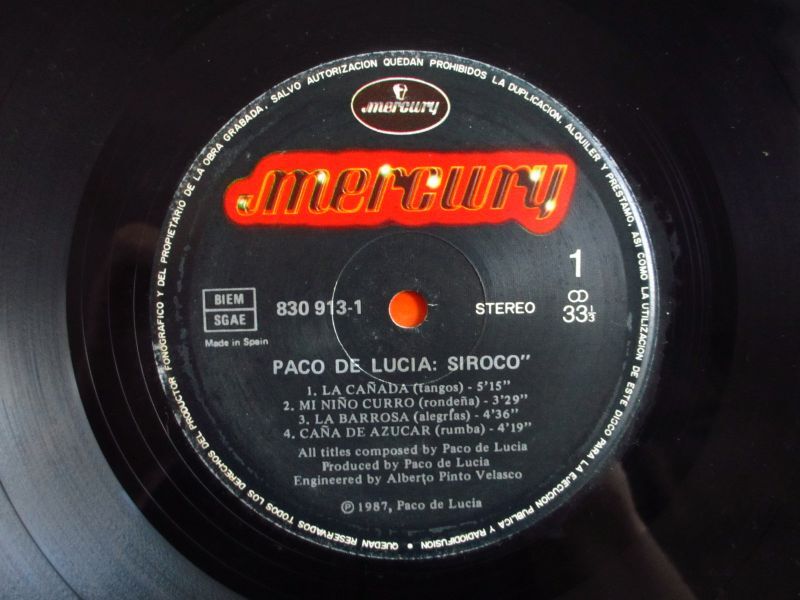 QUEDAN RESERVADOS TODOS LOS DERECHOS DEL PRODUCTOR FONOGRAFICO Y DEL PROPIETARIO DE LA OBRA GRABADA. SALVO AUTORIZACION QUEDAN PROHIBIDOS LA DUPLICACION, ALQUILER Y PRESTAMO, ASI COMO LA UTILIZACION DE ESTE DISCO PARA LA EJECUCION PUBLICA Y RADIODIFUSION
mercury
mercury
1
BIEM
SGAE
830 913-1
STEREO
33⅓
Made in Spain
PACO DE LUCIA: SIROCO"
1. LA CAÑADA (tangos) - 5'15"
2. MI NIÑO CURRO (rondeña) - 3'29"
3. LA BARROSA (alegrías) - 4'36"
4. CAÑA DE AZUCAR (rumba) - 4'19"
All titles composed by Paco de Lucia
Produced by Paco de Lucia
Engineered by Alberto Pinto Velasco
Ⓟ 1987, Paco de Lucia